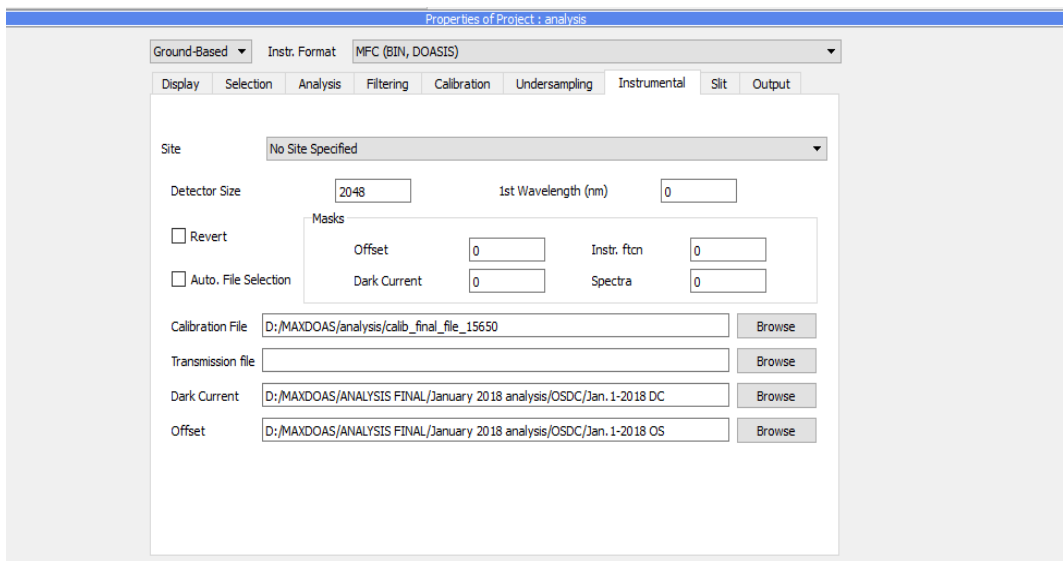 Properties of Project : analysis
Ground-Based Instr. Format MFC (BIN, DOASIS)
Display Selection Analysis Filtering Calibration Undersampling Instrumental Slit Output
Site No Site Specified
Detector Size 2048 1st Wavelength (nm) 0
Masks
Revert
Offset 0 Instr. ftcn 0
Auto. File Selection Dark Current 0 Spectra 0
Calibration File D:/MAXDOAS/analysis/calib_final_file_15650 Browse
Transmission file Browse
Dark Current D:/MAXDOAS/ANALYSIS FINAL/January 2018 analysis/OSDC/Jan.1-2018 DC Browse
Offset D:/MAXDOAS/ANALYSIS FINAL/January 2018 analysis/OSDC/Jan.1-2018 OS Browse